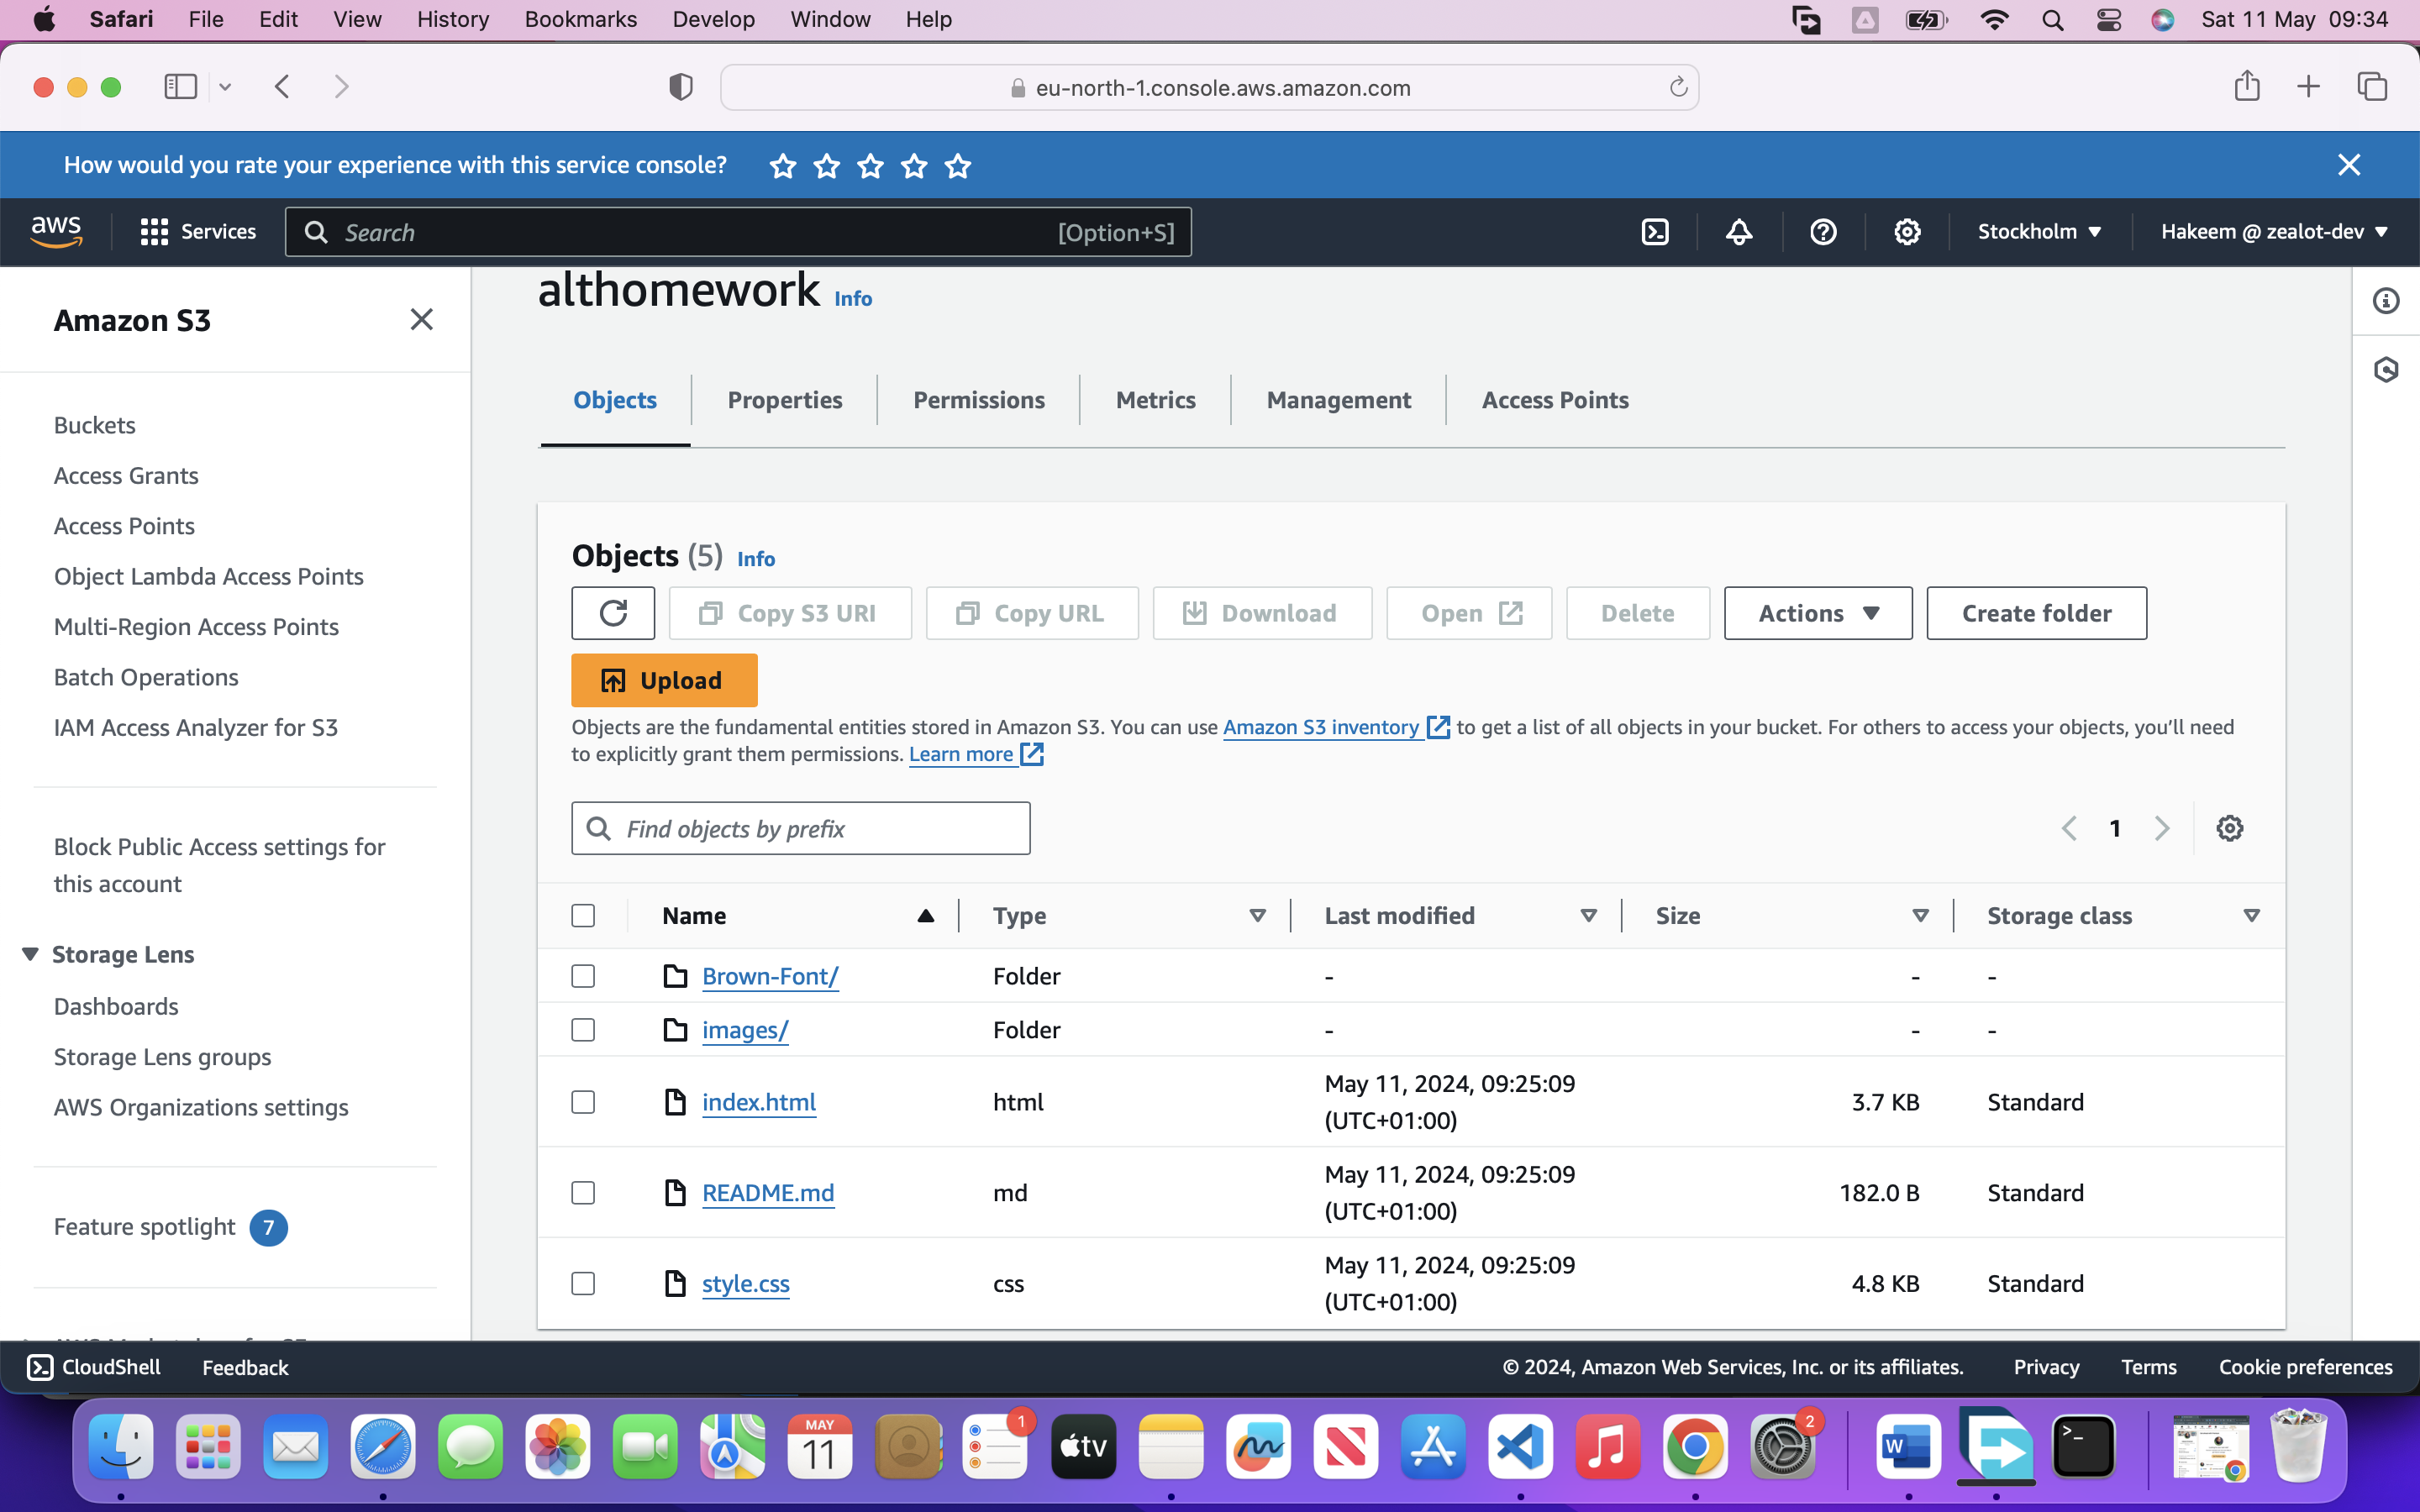 Safari File Edit View History Bookmarks Develop Window Help Sat 11 May 09:34
eu-north-1.console.aws.amazon.com
How would you rate your experience with this service console?
aws Services Search [Option+S] Stockholm Hakeem @ zealot-dev
Amazon S3
Buckets
Access Grants
Access Points
Object Lambda Access Points
Multi-Region Access Points
Batch Operations
IAM Access Analyzer for S3
Block Public Access settings for
this account
Storage Lens
Dashboards
Storage Lens groups
AWS Organizations settings
Feature spotlight 7
althomework Info
Objects Properties Permissions Metrics Management Access Points
Objects (5) Info
Copy S3 URI Copy URL Download Open Delete Actions Create folder
Upload
Objects are the fundamental entities stored in Amazon S3. You can use Amazon S3 inventory to get a list of all objects in your bucket. For others to access your objects, you’ll need
to explicitly grant them permissions. Learn more
Find objects by prefix 1
Name Type Last modified Size Storage class
Brown-Font/ Folder - - -
images/ Folder - - -
index.html html May 11, 2024, 09:25:09 (UTC+01:00) 3.7 KB Standard
README.md md May 11, 2024, 09:25:09 (UTC+01:00) 182.0 B Standard
style.css css May 11, 2024, 09:25:09 (UTC+01:00) 4.8 KB Standard
CloudShell Feedback © 2024, Amazon Web Services, Inc. or its affiliates. Privacy Terms Cookie preferences
MAY
11
1
tv
2
W
>_